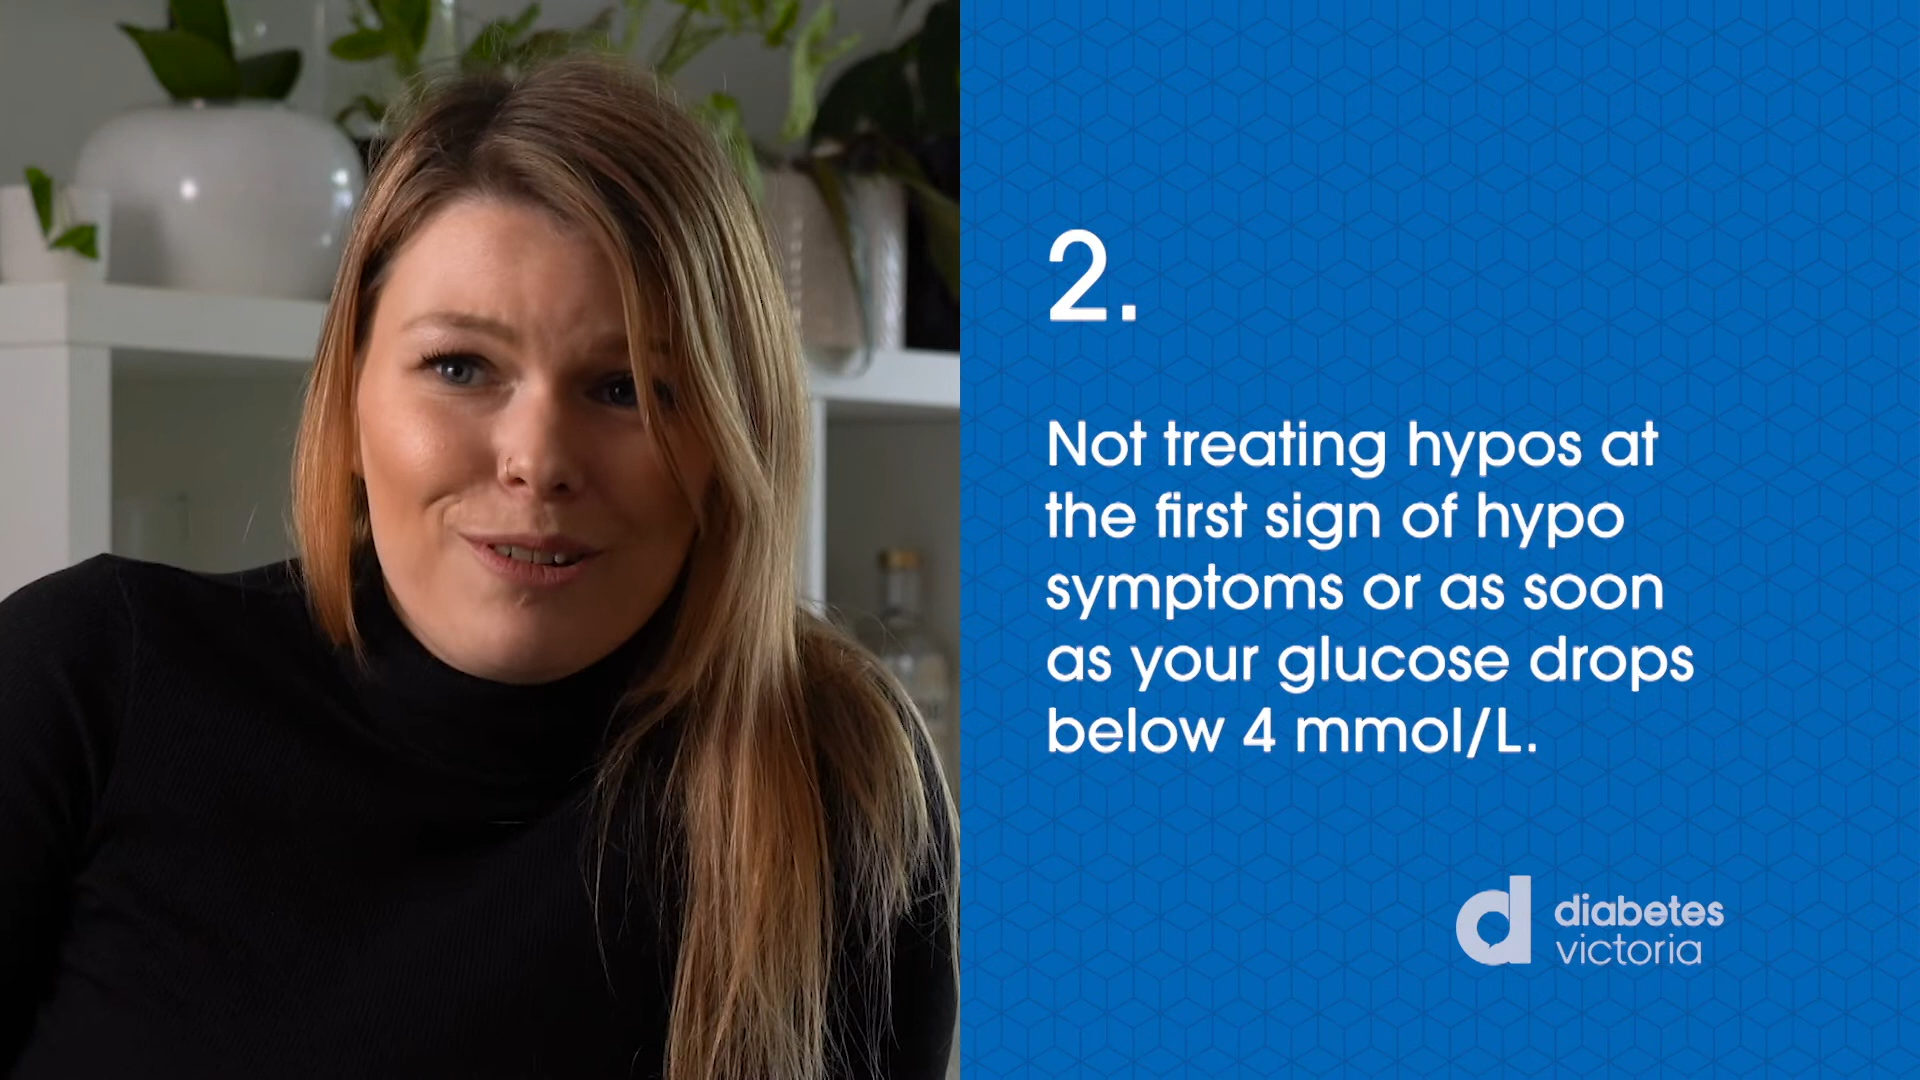 2.
Not treating hypos at
the first sign of hypo
symptoms or as soon
as your glucose drops
below 4 mmol/L.
diabetes
victoria